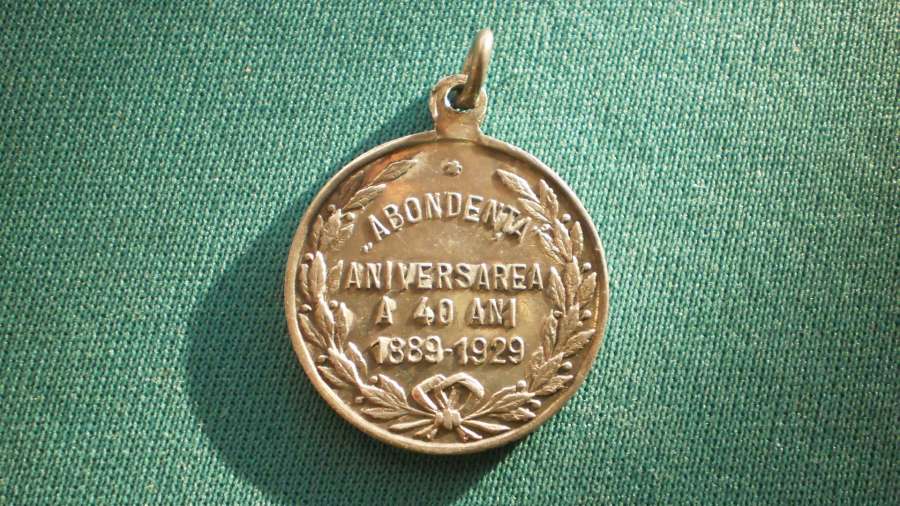 „ABONDENȚA”
ANIVERSAREA
A 40 ANI
1889-1929